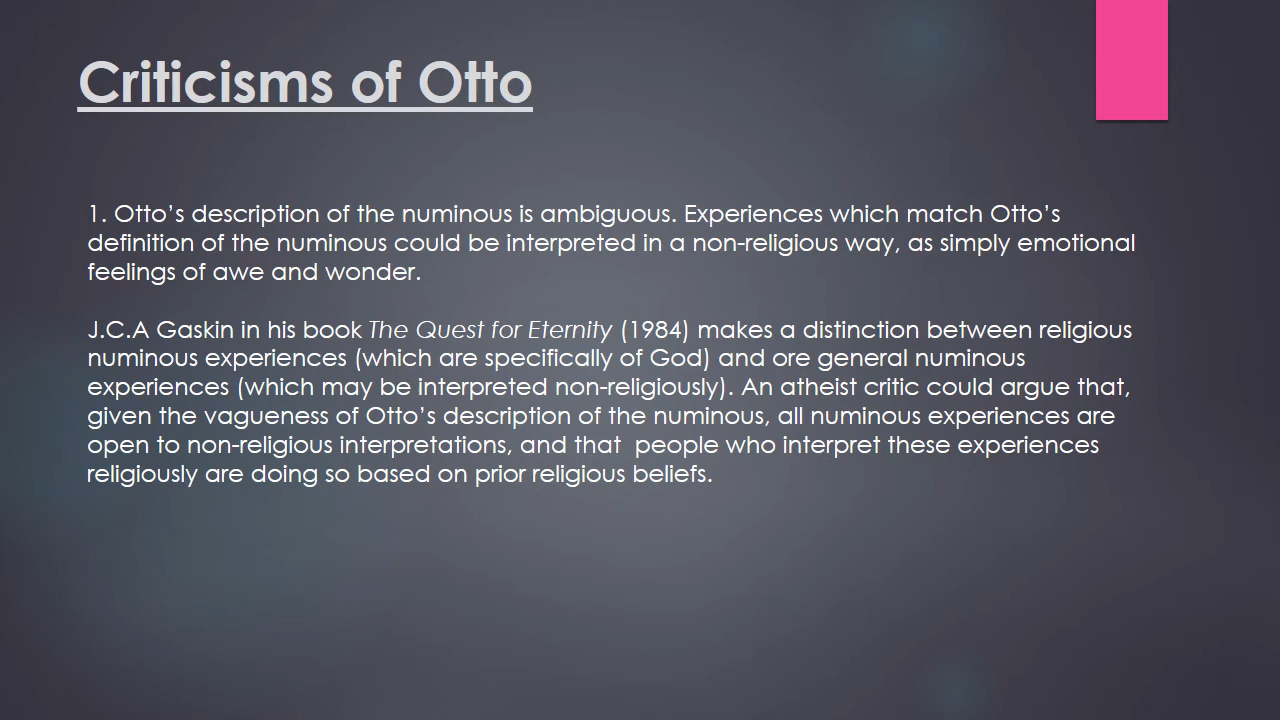 Criticisms of Otto
1. Otto’s description of the numinous is ambiguous. Experiences which match Otto’s
definition of the numinous could be interpreted in a non-religious way, as simply emotional
feelings of awe and wonder.
J.C.A Gaskin in his book The Quest for Eternity (1984) makes a distinction between religious
numinous experiences (which are specifically of God) and ore general numinous
experiences (which may be interpreted non-religiously). An atheist critic could argue that,
given the vagueness of Otto’s description of the numinous, all numinous experiences are
open to non-religious interpretations, and that  people who interpret these experiences
religiously are doing so based on prior religious beliefs.